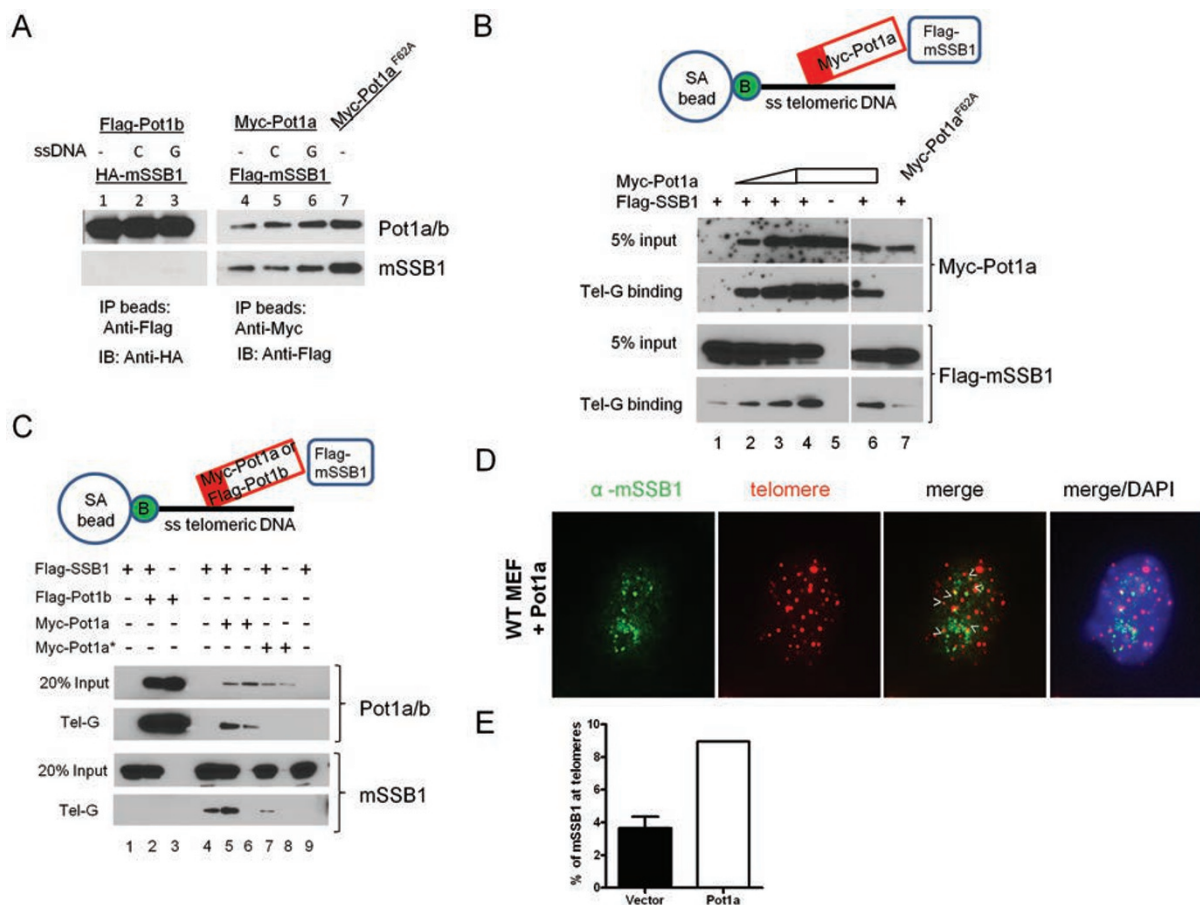 A
Flag-Pot1b
Myc-Pot1a
Myc-Pot1a F62A
ssDNA - C G - C G -
HA-mSSB1
Flag-mSSB1
1 2 3 4 5 6 7
Pot1a/b
mSSB1
IP beads:
Anti-Flag
IB: Anti-HA
IP beads:
Anti-Myc
IB: Anti-Flag
B
SA
bead
B
Myc-Pot1a
Flag-
mSSB1
ss telomeric DNA
Myc-Pot1a
Myc-Pot1aF62A
Flag-SSB1 + + + + - + +
5% input
Tel-G binding
Myc-Pot1a
5% input
Tel-G binding
Flag-mSSB1
1 2 3 4 5 6 7
C
SA
bead
B
Myc-Pot1a or
Flag-Pot1b
Flag-
mSSB1
ss telomeric DNA
Flag-SSB1 + + - + + - + - +
Flag-Pot1b - + + - - - - - -
Myc-Pot1a - - - - + + - - -
Myc-Pot1a* - - - - - - + + -
20% Input
Tel-G
Pot1a/b
20% Input
Tel-G
mSSB1
1 2 3 4 5 6 7 8 9
D
α -mSSB1
telomere
merge
merge/DAPI
WT MEF
+ Pot1a
E
% of mSSB1 at telomeres
10
8
6
4
2
0
Vector
Pot1a